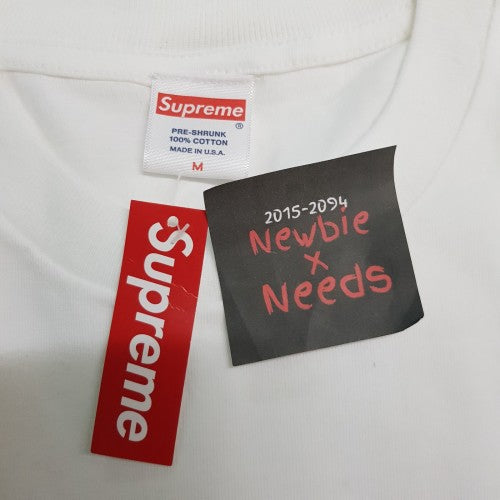 Supreme
®
PRE-SHRUNK
100% COTTON
MADE IN U.S.A.
M
Supreme
2015-2094
Newbie
x
Needs